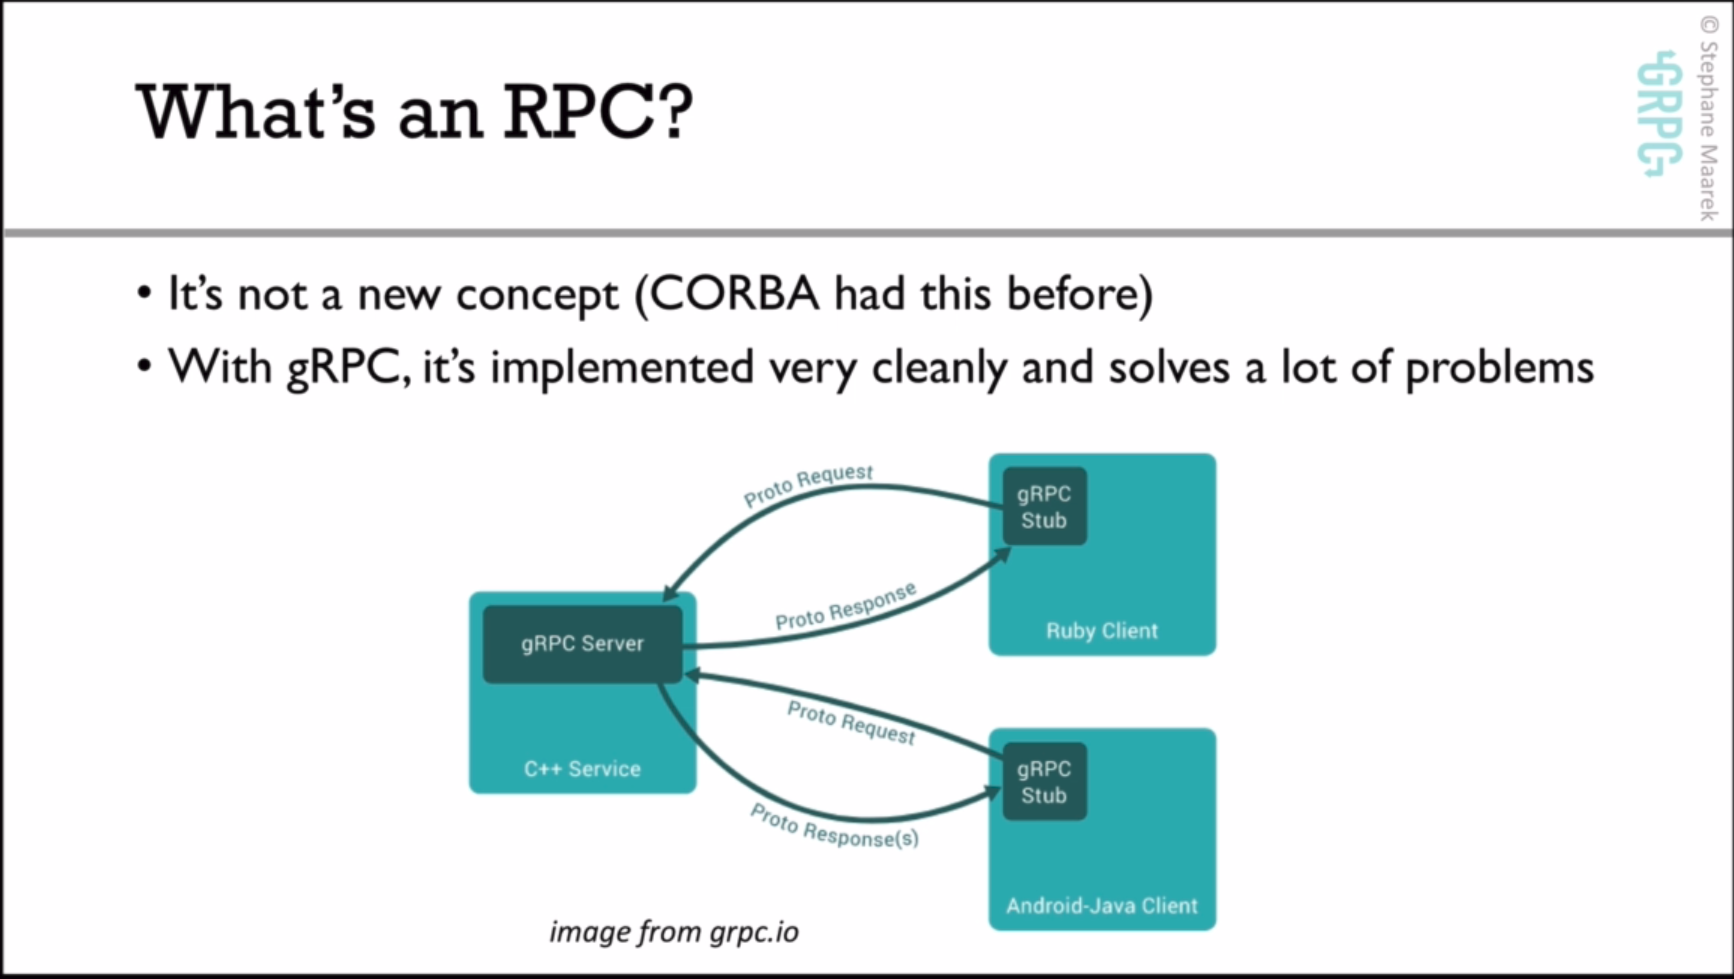 What's an RPC?
GRPC
© Stephane Maarek
• It's not a new concept (CORBA had this before)
• With gRPC, it's implemented very cleanly and solves a lot of problems
Proto Request
gRPC
Stub
Proto Response
Ruby Client
gRPC Server
C++ Service
Proto Request
gRPC
Stub
Proto Response(s)
Android-Java Client
image from grpc.io